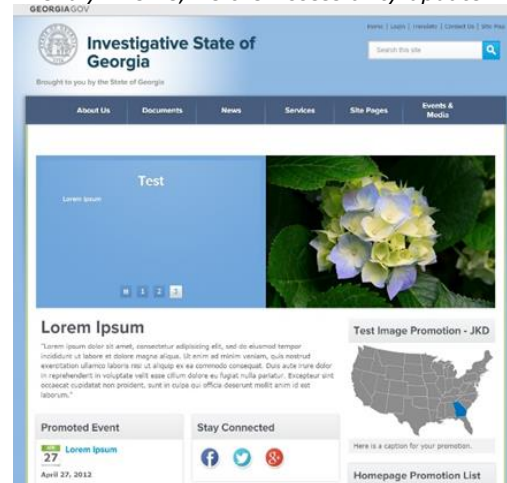 GEORGIAGOV
Home | Login | Translate | Contact Us | Site Map
Investigative State of
Georgia
Search this site
Brought to you by the State of Georgia
About Us Documents News Services Site Pages Events &
Media
Test
Lorem Ipsum
1 2 3
Lorem Ipsum
"Lorem ipsum dolor sit amet, consectetur adipisicing elit, sed do eiusmod tempor
incididunt ut labore et dolore magna aliqua. Ut enim ad minim veniam, quis nostrud
exercitation ullamco laboris nisi ut aliquip ex ea commodo consequat. Duis aute irure dolor
in reprehenderit in voluptate velit esse cillum dolore eu fugiat nulla pariatur. Excepteur sint
occaecat cupidatat non proident, sunt in culpa qui officia deserunt mollit anim id est
laborum."
Test Image Promotion - JKD
Here is a caption for your promotion.
Promoted Event
27
Lorem Ipsum
April 27, 2012
Stay Connected
Homepage Promotion List